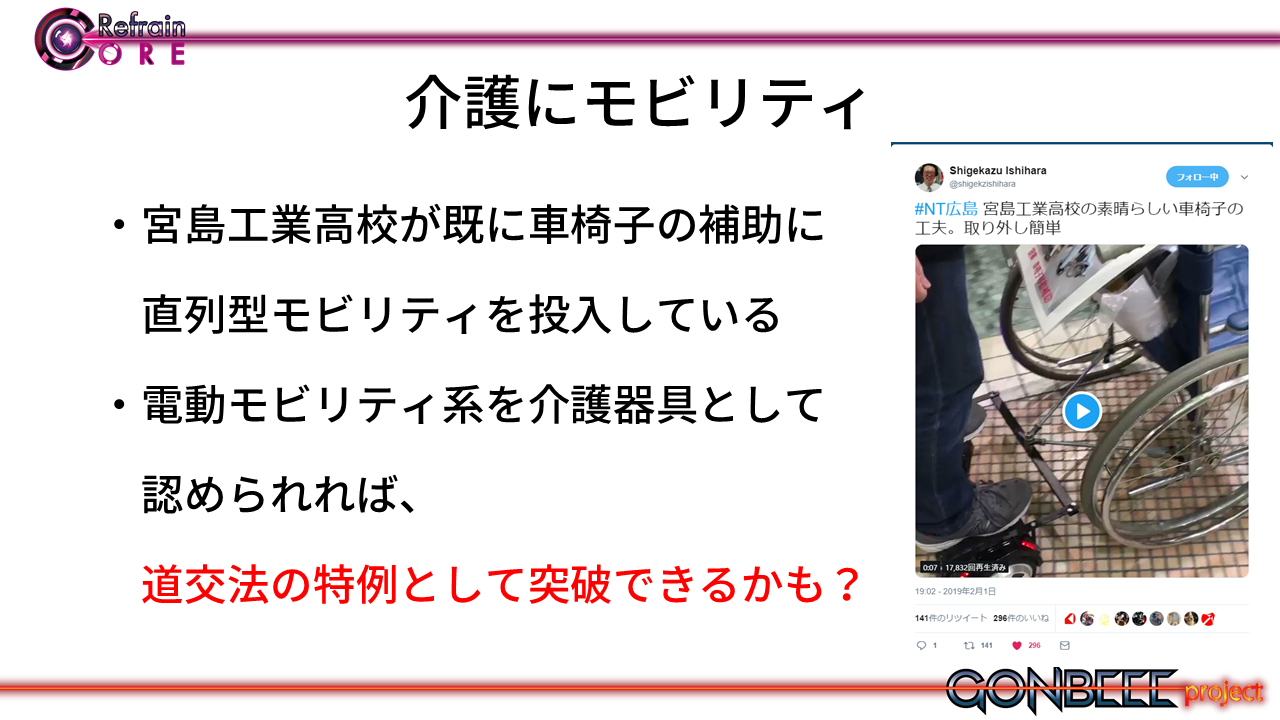 Refrain
CORE
介護にモビリティ
・宮島工業高校が既に車椅子の補助に
直列型モビリティを投入している
・電動モビリティ系を介護器具として
認められれば、
道交法の特例として突破できるかも？
Shigekazu Ishihara
@shigekzishihara
フォロー中
#NT広島 宮島工業高校の素晴らしい車椅子の
工夫。取り外し簡単
0:07 | 17,832回再生済み
19:02 - 2019年2月1日
141件のリツイート 296件のいいね
1 141 296
GONBEEE project